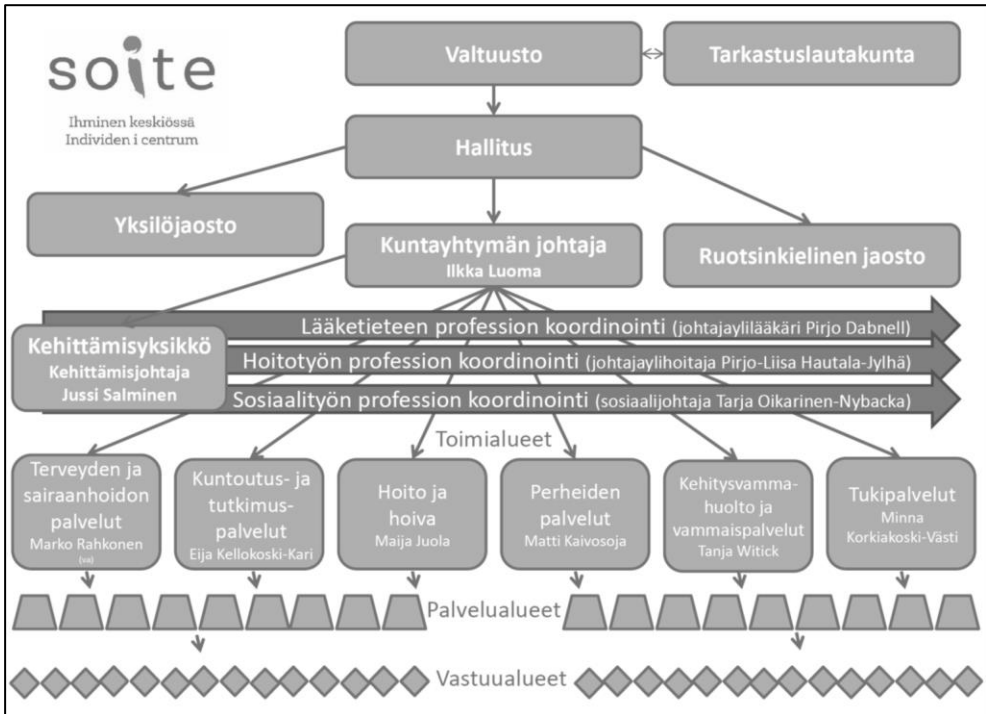 soite
Ihminen keskiössä
Individen i centrum
Valtuusto
Tarkastuslautakunta
Hallitus
Yksilöjaosto
Kuntayhtymän johtaja
Ilkka Luoma
Ruotsinkielinen jaosto
Kehittämisyksikkö
Kehittämisjohtaja
Jussi Salminen
Lääketieteen profession koordinointi (johtajaylilääkäri Pirjo Dabnell)
Hoitotyön profession koordinointi (johtajaylihoitaja Pirjo-Liisa Hautala-Jylhä)
Sosiaalityön profession koordinointi (sosiaalijohtaja Tarja Oikarinen-Nybacka)
Toimialueet
Terveyden ja
sairaanhoidon
palvelut
Marko Rahkonen
(va)
Kuntoutus- ja
tutkimus-
palvelut
Eija Kellokoski-Kari
Hoito ja
hoiva
Maija Juola
Perheiden
palvelut
Matti Kaivosoja
Kehitysvamma-
huolto ja
vammaispalvelut
Tanja Witick
Tukipalvelut
Minna
Korkiakoski-Västi
Palvelualueet
Vastuualueet